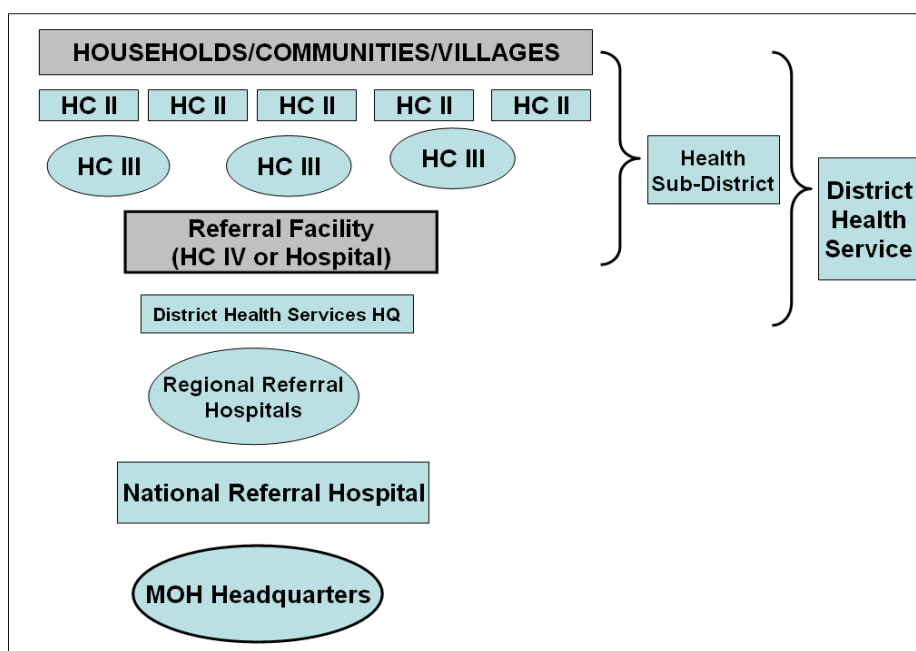 HOUSEHOLDS/COMMUNITIES/VILLAGES
HC II HC II HC II HC II HC II
HC III HC III HC III
Referral Facility
(HC IV or Hospital)
District Health Services HQ
Regional Referral
Hospitals
National Referral Hospital
MOH Headquarters
Health
Sub-District
District
Health
Service